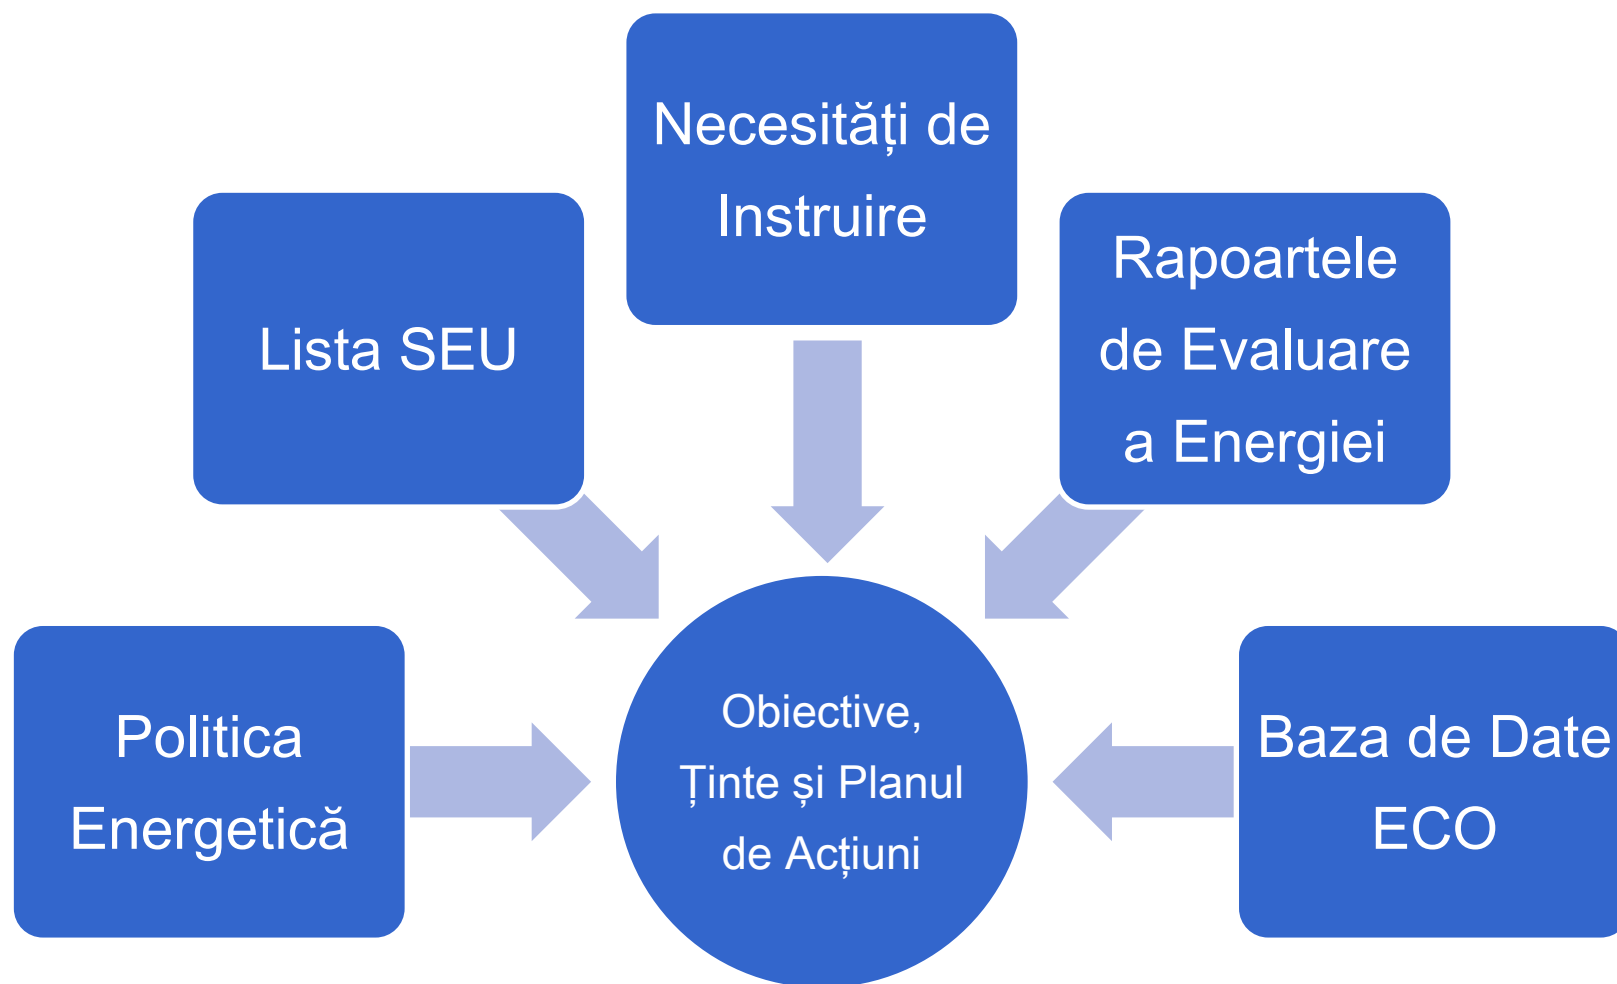 Necesități de
Instruire
Lista SEU
Rapoartele
de Evaluare
a Energiei
Politica
Energetică
Obiective,
Ținte și Planul
de Acțiuni
Baza de Date
ECO